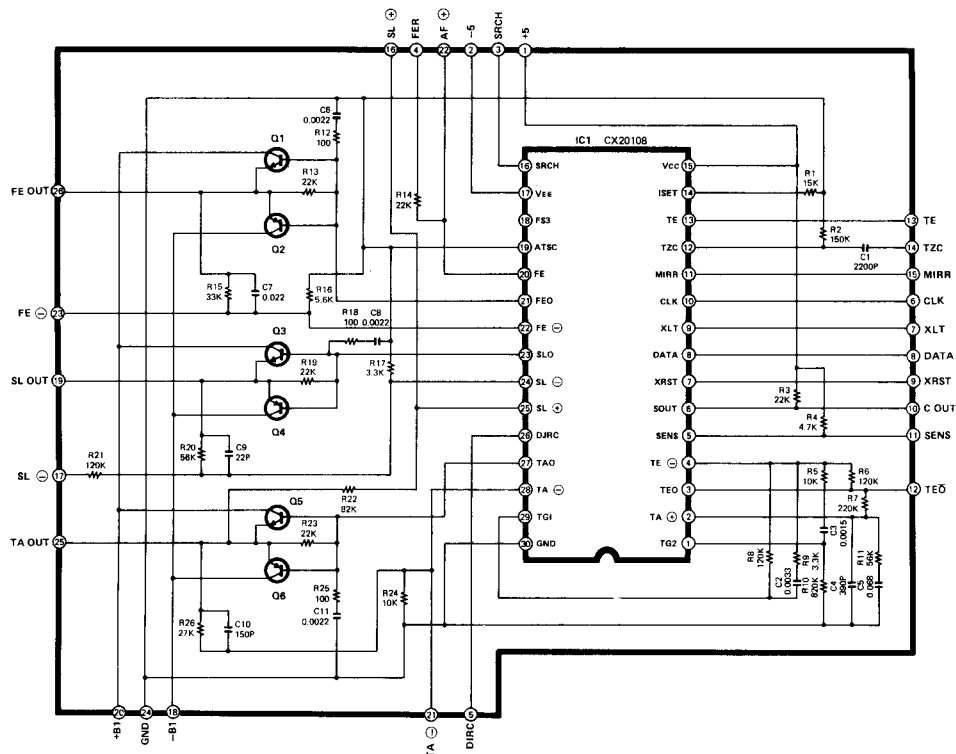 SL ⊕
FER
AF ⊕
-5
SRCH
+5
16
4
22
2
3
1
C6
0.0022
R12
100
Q1
R13
22K
FE OUT
26
Q2
R14
22K
R15
33K
C7
0.022
R16
5.6K
FE ⊖
23
R18
100
C8
0.0022
Q3
R19
22K
R17
3.3K
SL OUT
19
Q4
R20
56K
C9
22P
R21
120K
SL ⊖
17
R22
82K
Q5
R23
22K
TA OUT
25
Q6
R25
100
C11
0.0022
R24
10K
R26
27K
C10
150P
IC1 CX20108
16 SRCH
17 VEE
18 FS3
19 ATSC
20 FE
21 FEO
22 FE ⊖
23 SLO
24 SL ⊖
25 SL ⊕
26 DJRC
27 TAO
28 TA ⊖
29 TGI
30 GND
Vcc 15
ISET 14
TE 13
TZC 12
MIRR 11
CLK 10
XLT 9
DATA 8
XRST 7
SOUT 6
SENS 5
TE ⊖ 4
TEO 3
TA ⊕ 2
TG2 1
R1
15K
R2
150K
C1
2200P
R3
22K
R4
4.7K
R5
10K
R6
120K
R7
220K
C3
0.0015
R8
120K
C2
0.0033
R9
3.3K
R10
820K
C4
390P
C5
0.068
R11
56K
13 TE
14 TZC
15 MIRR
6 CLK
7 XLT
8 DATA
9 XRST
10 C OUT
11 SENS
12 TEO
20
24
18
21
5
+B1
GND
-B1
TA ⊖
DIRC